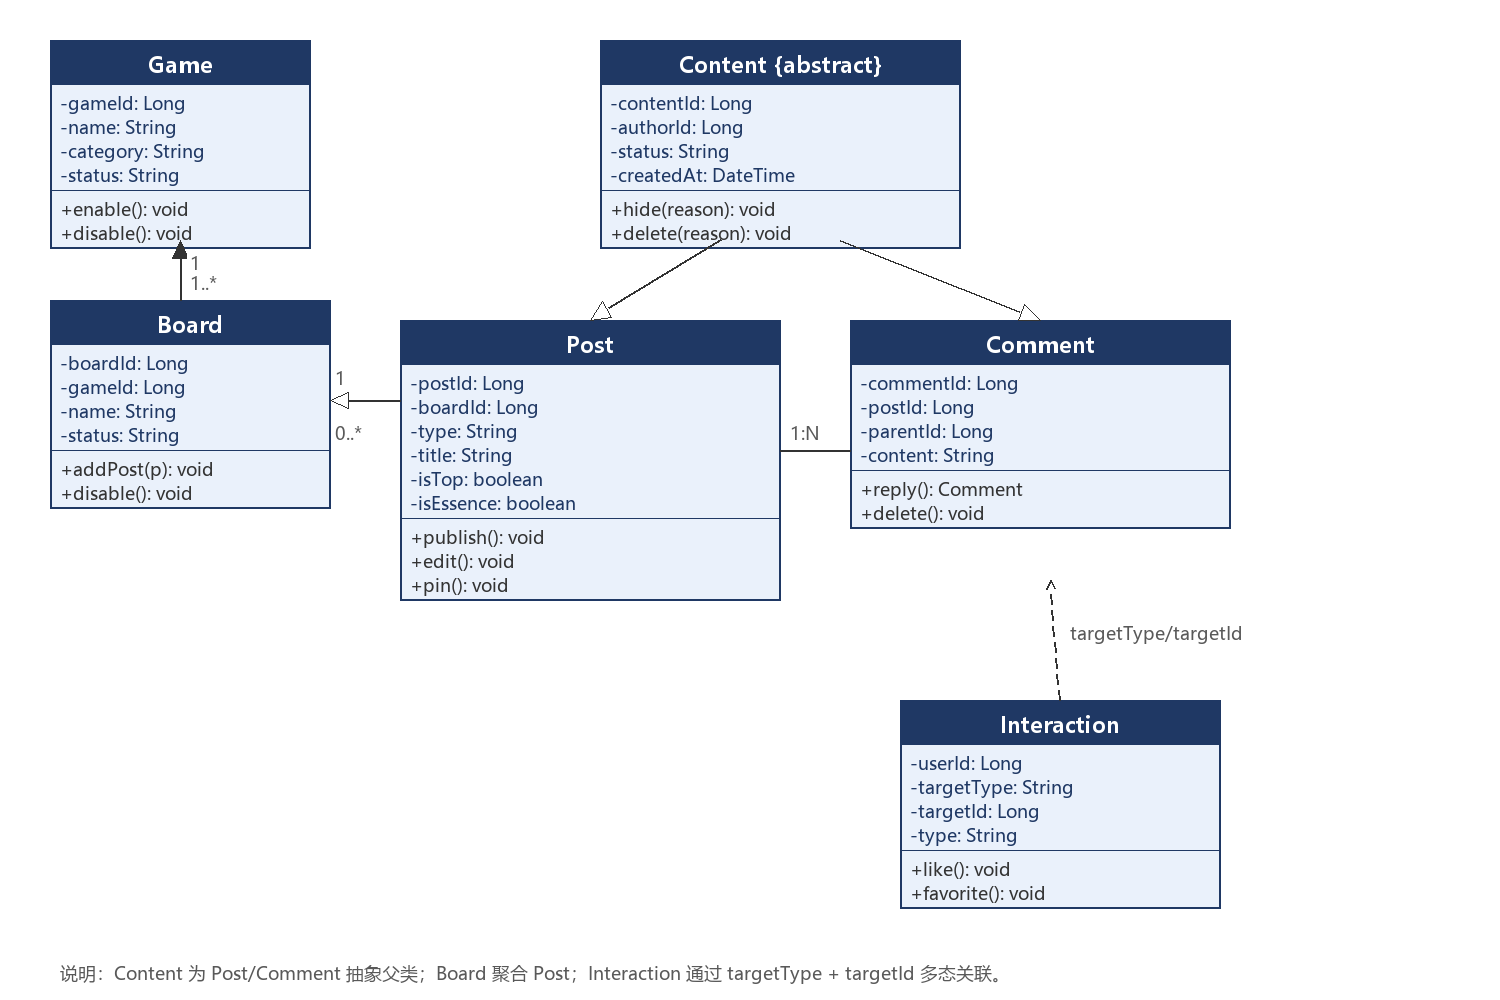 Game
-gameId: Long
-name: String
-category: String
-status: String
+enable(): void
+disable(): void
Content {abstract}
-contentId: Long
-authorId: Long
-status: String
-createdAt: DateTime
+hide(reason): void
+delete(reason): void
1
1..*
Board
-boardId: Long
-gameId: Long
-name: String
-status: String
+addPost(p): void
+disable(): void
1
0..*
Post
-postId: Long
-boardId: Long
-type: String
-title: String
-isTop: boolean
-isEssence: boolean
+publish(): void
+edit(): void
+pin(): void
1:N
Comment
-commentId: Long
-postId: Long
-parentId: Long
-content: String
+reply(): Comment
+delete(): void
targetType/targetId
Interaction
-userId: Long
-targetType: String
-targetId: Long
-type: String
+like(): void
+favorite(): void
说明：Content 为 Post/Comment 抽象父类；Board 聚合 Post；Interaction 通过 targetType + targetId 多态关联。